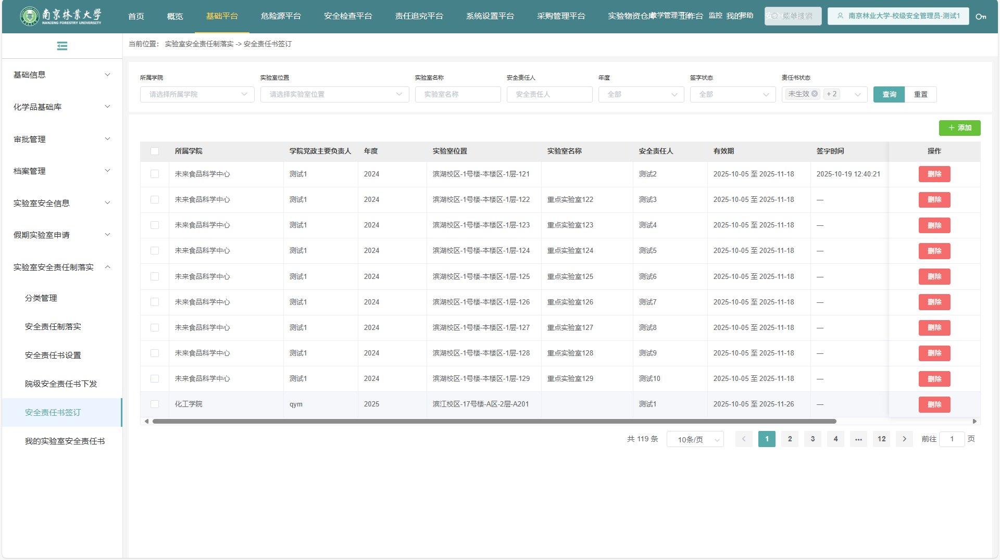 南京林業大學
NANJING FORESTRY UNIVERSITY
首页 概览 基础平台 危险源平台 安全检查平台 责任追究平台 系统设置平台 采购管理平台 实验物资仓库 教学管理平台 工作台 监控 我的 帮助 菜单搜索 南京林业大学-校级安全管理员-测试1
当前位置： 实验室安全责任制落实 -> 安全责任书签订
基础信息
化学品基础库
审批管理
档案管理
实验室安全信息
假期实验室申请
实验室安全责任制落实
分类管理
安全责任制落实
安全责任书设置
院级安全责任书下发
安全责任书签订
我的实验室安全责任书
所属学院 实验室位置 实验室名称 安全责任人 年度 签字状态 责任书状态
请选择所属学院 请选择实验室位置 实验室名称 安全责任人 全部 全部 未生效 + 2 查询 重置
添加
所属学院 学院党政主要负责人 年度 实验室位置 实验室名称 安全责任人 有效期 签字时间 操作
未来食品科学中心 测试1 2024 滨湖校区-1号楼-本楼区-1层-121 测试2 2025-10-05 至 2025-11-18 2025-10-19 12:40:21 删除
未来食品科学中心 测试1 2024 滨湖校区-1号楼-本楼区-1层-122 重点实验室122 测试3 2025-10-05 至 2025-11-18 — 删除
未来食品科学中心 测试1 2024 滨湖校区-1号楼-本楼区-1层-123 重点实验室123 测试4 2025-10-05 至 2025-11-18 — 删除
未来食品科学中心 测试1 2024 滨湖校区-1号楼-本楼区-1层-124 重点实验室124 测试5 2025-10-05 至 2025-11-18 — 删除
未来食品科学中心 测试1 2024 滨湖校区-1号楼-本楼区-1层-125 重点实验室125 测试6 2025-10-05 至 2025-11-18 — 删除
未来食品科学中心 测试1 2024 滨湖校区-1号楼-本楼区-1层-126 重点实验室126 测试7 2025-10-05 至 2025-11-18 — 删除
未来食品科学中心 测试1 2024 滨湖校区-1号楼-本楼区-1层-127 重点实验室127 测试8 2025-10-05 至 2025-11-18 — 删除
未来食品科学中心 测试1 2024 滨湖校区-1号楼-本楼区-1层-128 重点实验室128 测试9 2025-10-05 至 2025-11-18 — 删除
未来食品科学中心 测试1 2024 滨湖校区-1号楼-本楼区-1层-129 重点实验室129 测试10 2025-10-05 至 2025-11-18 — 删除
化工学院 qym 2025 滨江校区-17号楼-A区-2层-A201 测试1 2025-10-05 至 2025-11-26 — 删除
共 119 条 10条/页 1 2 3 4 ... 12 前往 1 页